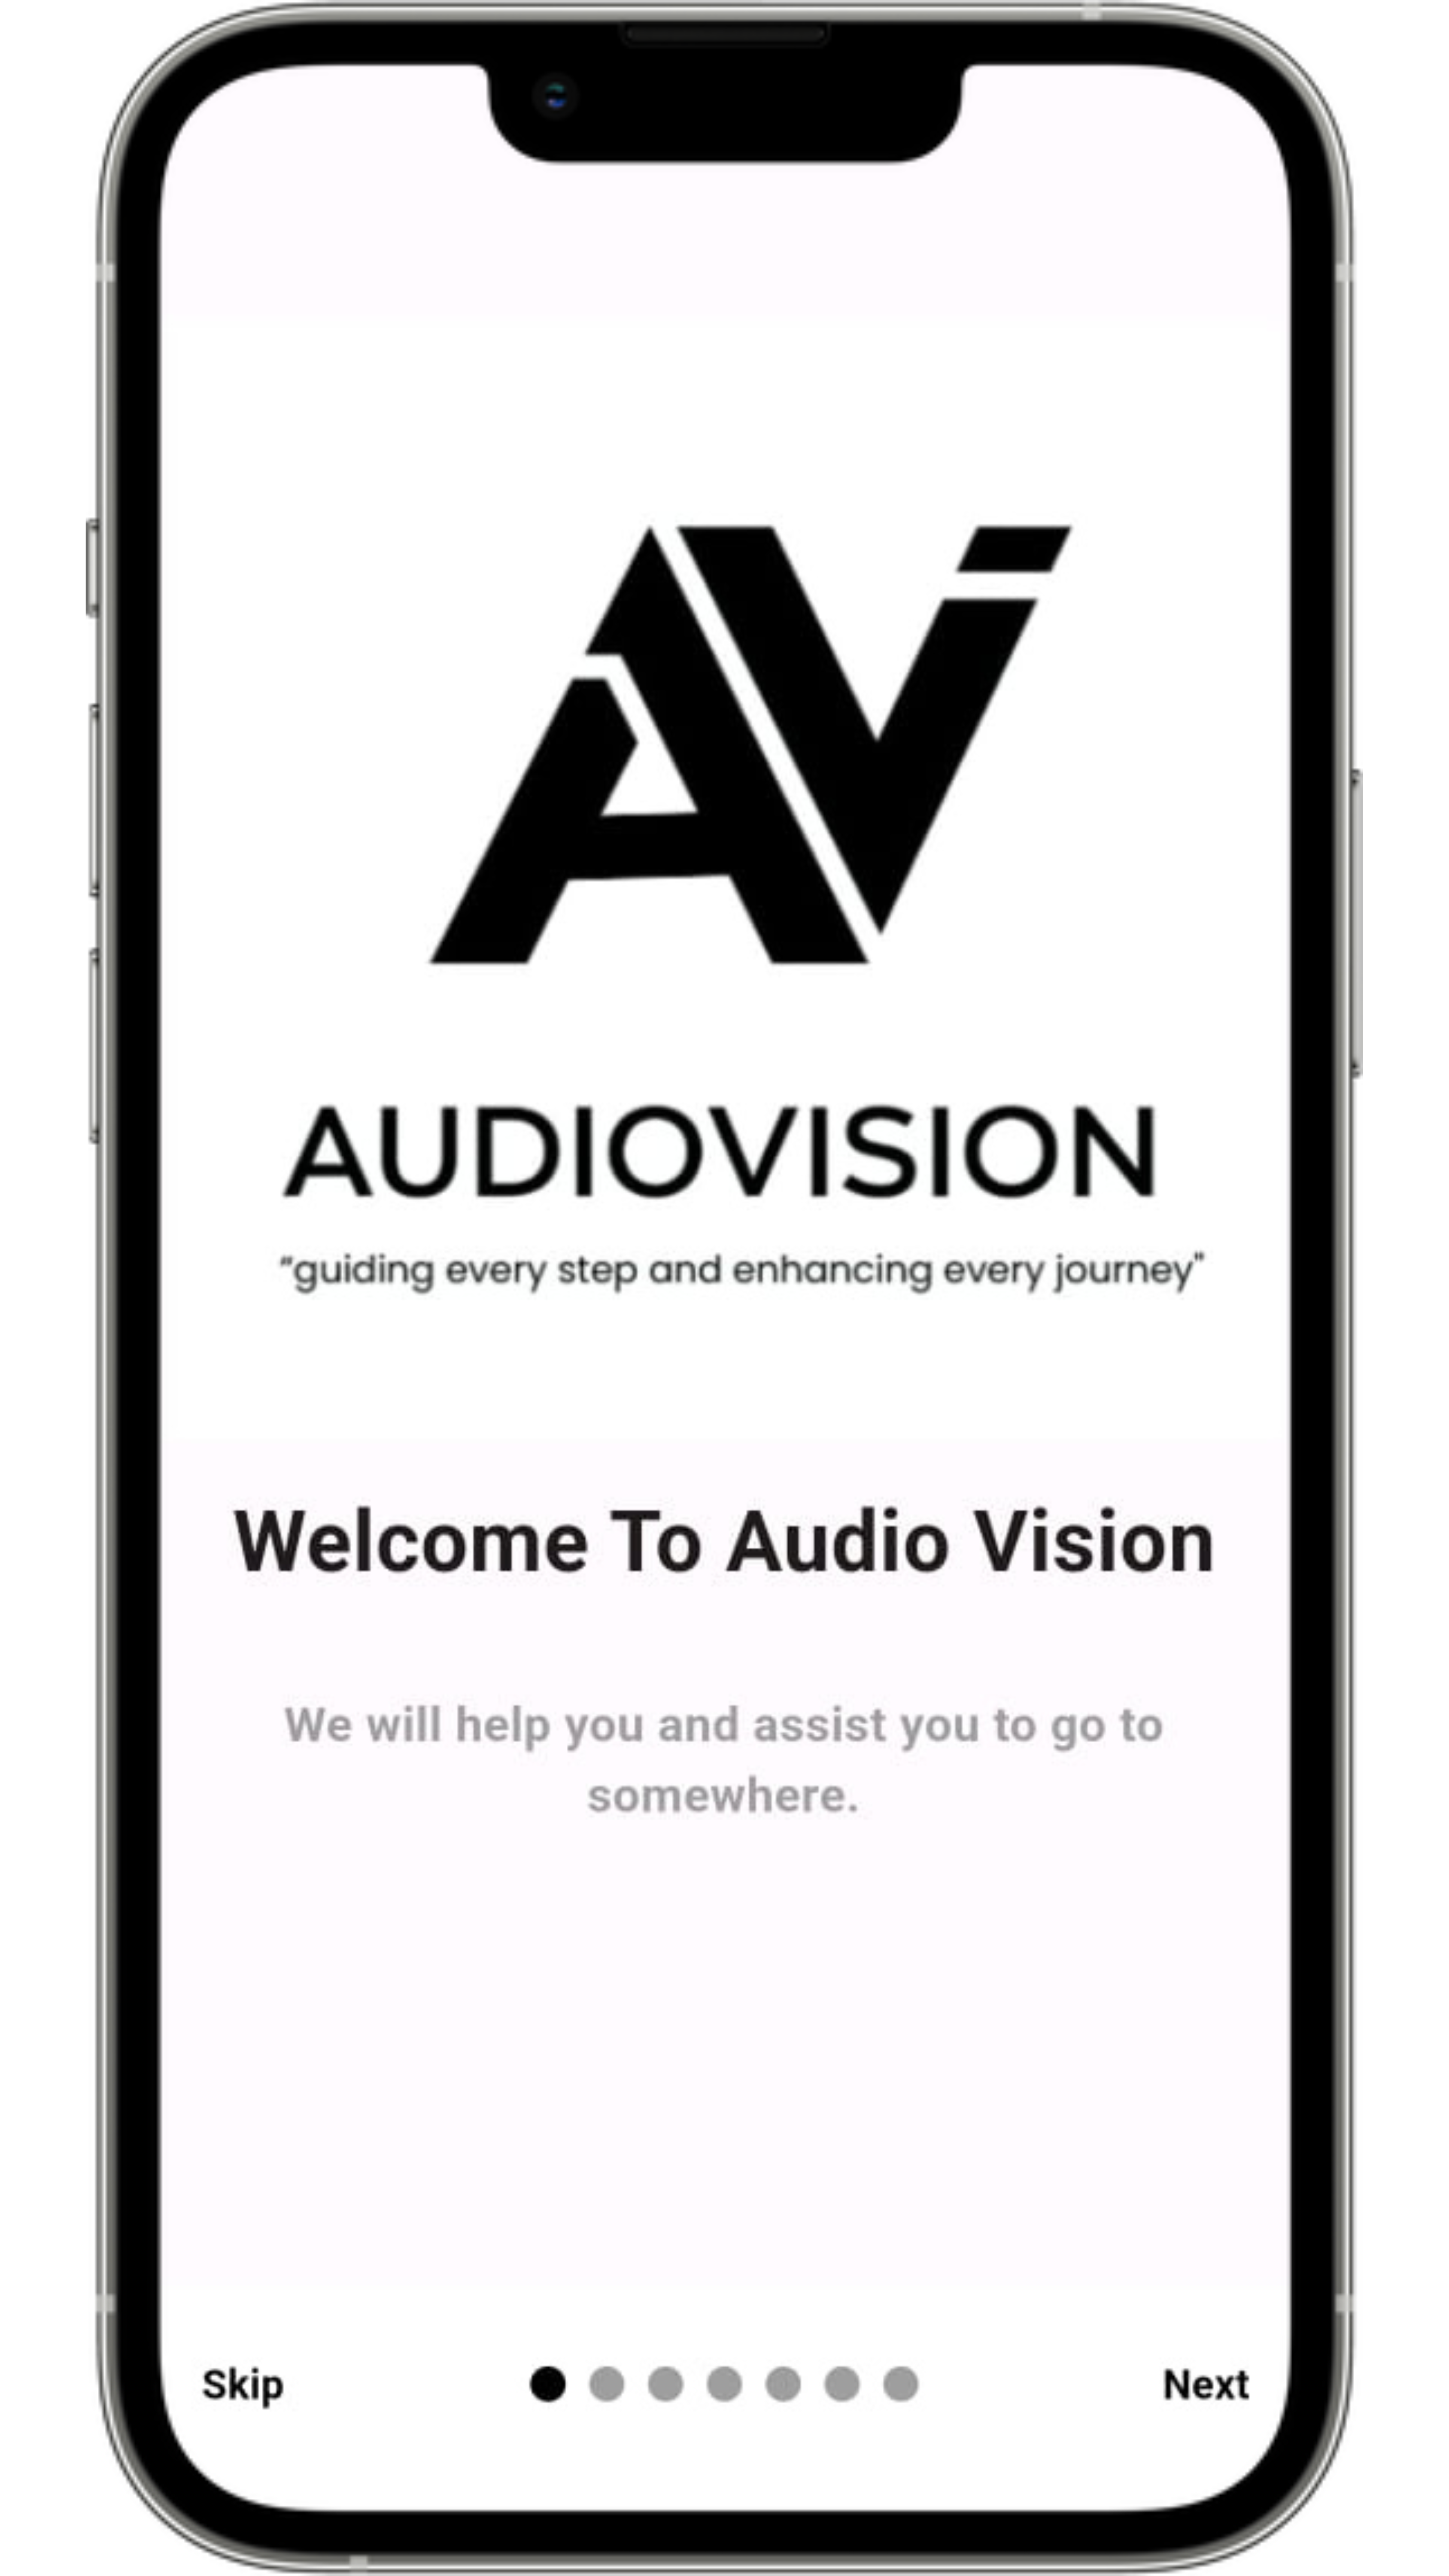 AV
AUDIOVISION
“guiding every step and enhancing every journey"
Welcome To Audio Vision
We will help you and assist you to go to
somewhere.
Skip
Next